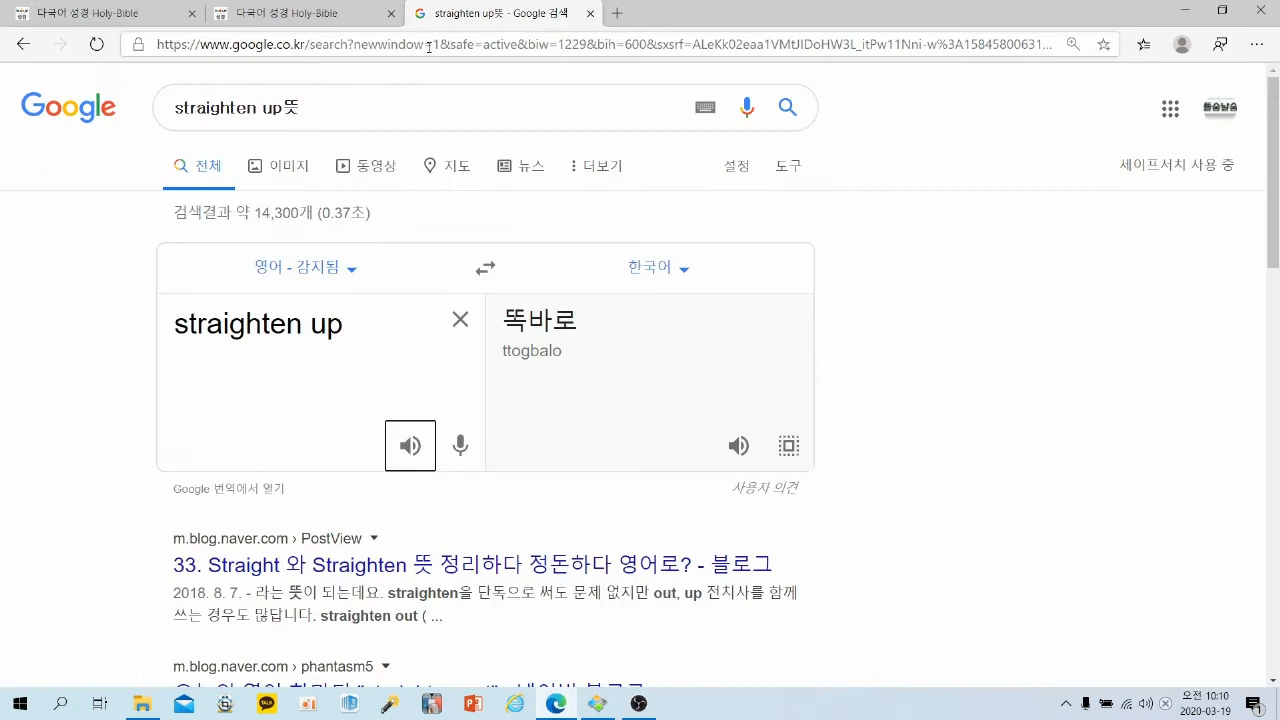 다국어 성경 Holy-Bible
다국어 성경 Holy-Bible
straighten up뜻 - Google 검색
https://www.google.co.kr/search?newwindow=1&safe=active&biw=1229&bih=600&sxsrf=ALeKk02eaa1VMtJIDoHW3L_itPw11Nni-w%3A15845800631...
Google
straighten up뜻
돌솜날솜
전체 이미지 동영상 지도 뉴스 더보기 설정 도구
세이프서치 사용 중
검색결과 약 14,300개 (0.37초)
영어 - 감지됨 한국어
straighten up
똑바로
ttogbalo
Google 번역에서 열기
사용자 의견
m.blog.naver.com › PostView
33. Straight 와 Straighten 뜻 정리하다 정돈하다 영어로? - 블로그
2018. 8. 7. - 라는 뜻이 되는데요. straighten을 단독으로 써도 문제 없지만 out, up 전치사를 함께
쓰는 경우도 많답니다. straighten out ( ...
m.blog.naver.com › phantasm5
TALK
오전 10:10
2020-03-19
1